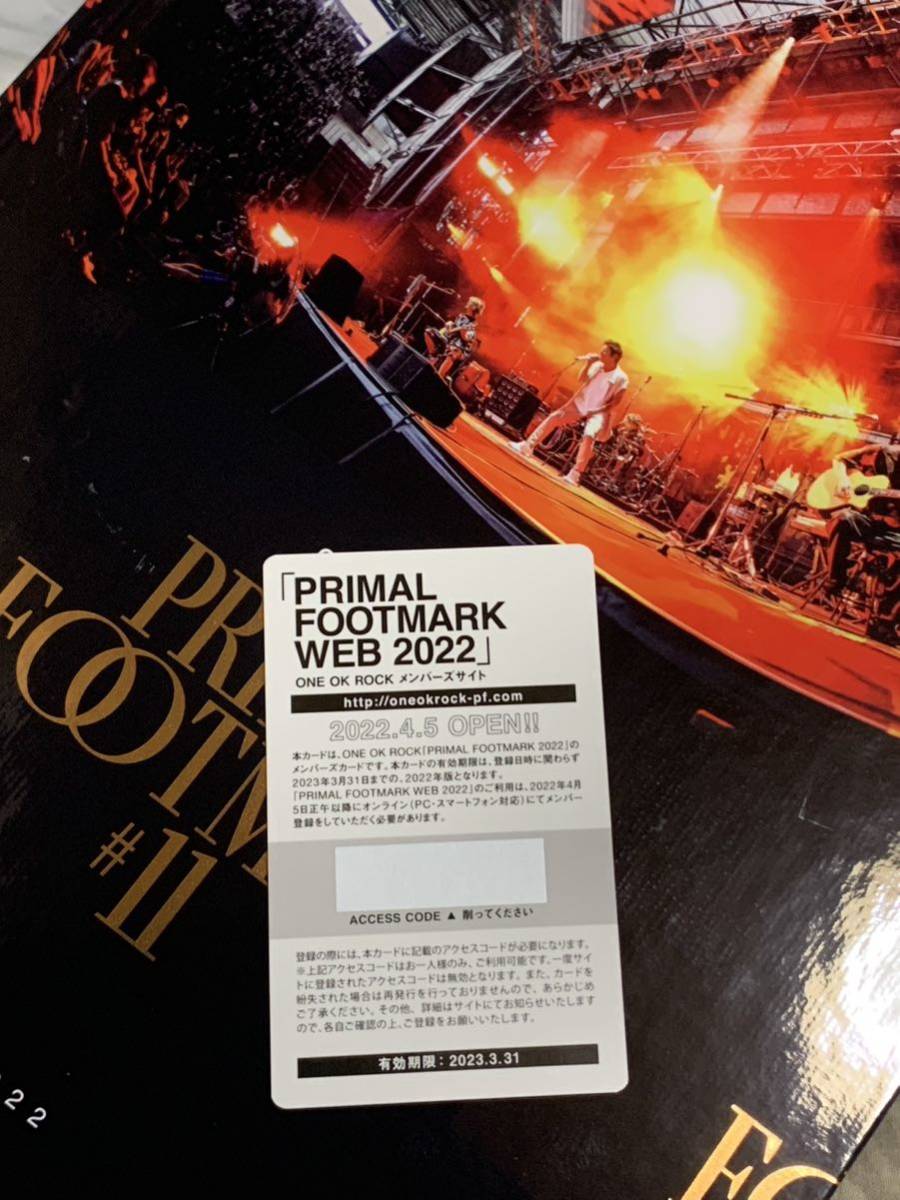 「PRIMAL
FOOTMARK
WEB 2022」
ONE OK ROCK メンバーズサイト
http://oneokrock-pf.com
2022.4.5 OPEN!!
本カードは、ONE OK ROCK「PRIMAL FOOTMARK 2022」の
メンバーズカードです。本カードの有効期限は、登録日時に関わらず
2023年3月31日までの、2022年版となります。
「PRIMAL FOOTMARK WEB 2022」のご利用は、2022年4月
5日正午以降にオンライン(PC・スマートフォン対応)にてメンバー
登録をしていただく必要があります。
ACCESS CODE ▲ 削ってください
登録の際には、本カードに記載のアクセスコードが必要になります。
※上記アクセスコードはお一人様のみ、ご利用可能です。一度サイ
トに登録されたアクセスコードは無効となります。また、カードを
紛失された場合は再発行を行っておりませんので、あらかじめ
ご了承ください。その他、詳細はサイトにてお知らせいたします
ので、各自ご確認の上、ご登録をお願いいたします。
有効期限:2023.3.31
PRI
FOOTM
#11
22
FO